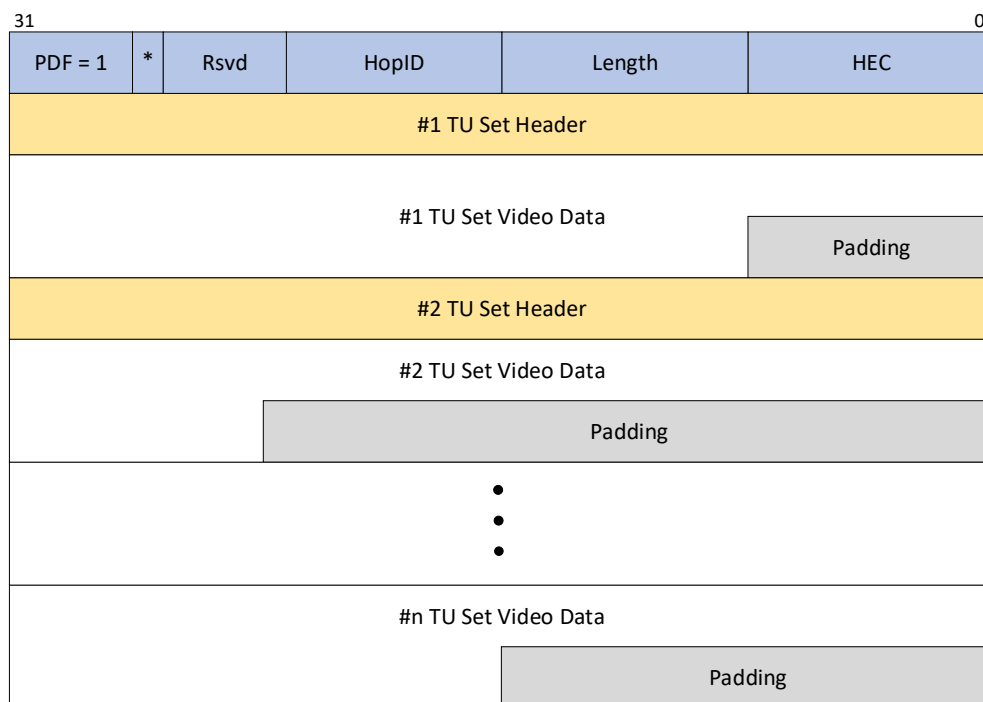 31 0
PDF = 1 * Rsvd HopID Length HEC
#1 TU Set Header
#1 TU Set Video Data
Padding
#2 TU Set Header
#2 TU Set Video Data
Padding
#n TU Set Video Data
Padding